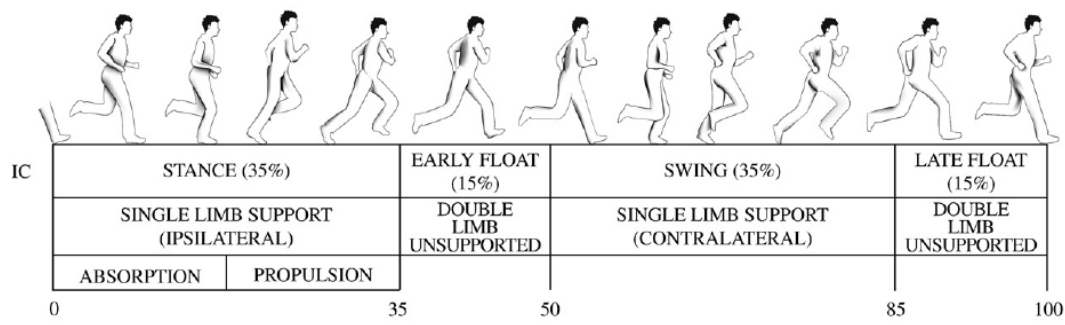 IC
STANCE (35%)
EARLY FLOAT
(15%)
SWING (35%)
LATE FLOAT
(15%)
SINGLE LIMB SUPPORT
(IPSILATERAL)
DOUBLE
LIMB
UNSUPPORTED
SINGLE LIMB SUPPORT
(CONTRALATERAL)
DOUBLE
LIMB
UNSUPPORTED
ABSORPTION
PROPULSION
0
35
50
85
100